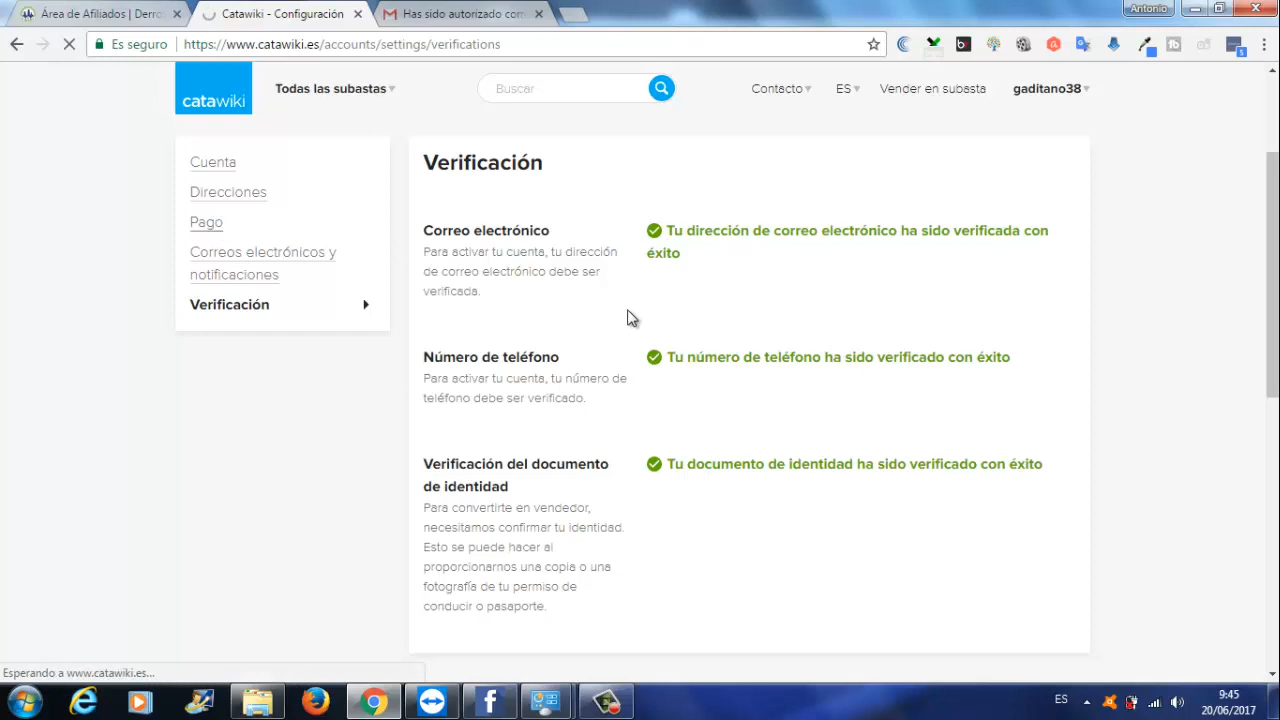 Área de Afiliados | Derro
Catawiki - Configuración
Has sido autorizado com
Antonio
Es seguro
https://www.catawiki.es/accounts/settings/verifications
catawiki
Todas las subastas
Buscar
Contacto
ES
Vender en subasta
gaditano38
Cuenta
Direcciones
Pago
Correos electrónicos y
notificaciones
Verificación
Verificación
Correo electrónico
Para activar tu cuenta, tu dirección
de correo electrónico debe ser
verificada.
Tu dirección de correo electrónico ha sido verificada con
éxito
Número de teléfono
Para activar tu cuenta, tu número de
teléfono debe ser verificado.
Tu número de teléfono ha sido verificado con éxito
Verificación del documento
de identidad
Para convertirte en vendedor,
necesitamos confirmar tu identidad.
Esto se puede hacer al
proporcionarnos una copia o una
fotografía de tu permiso de
conducir o pasaporte.
Tu documento de identidad ha sido verificado con éxito
Esperando a www.catawiki.es...
ES
9:45
20/06/2017